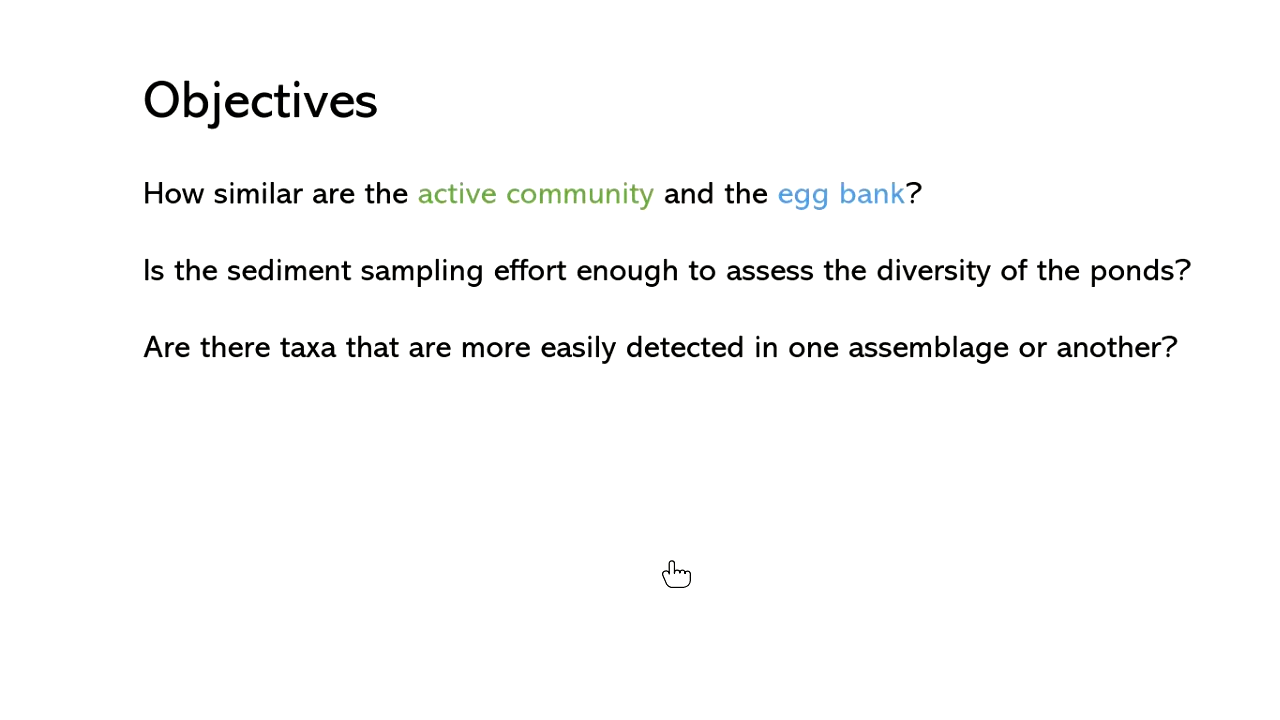 Objectives
How similar are the active community and the egg bank?
Is the sediment sampling effort enough to assess the diversity of the ponds?
Are there taxa that are more easily detected in one assemblage or another?